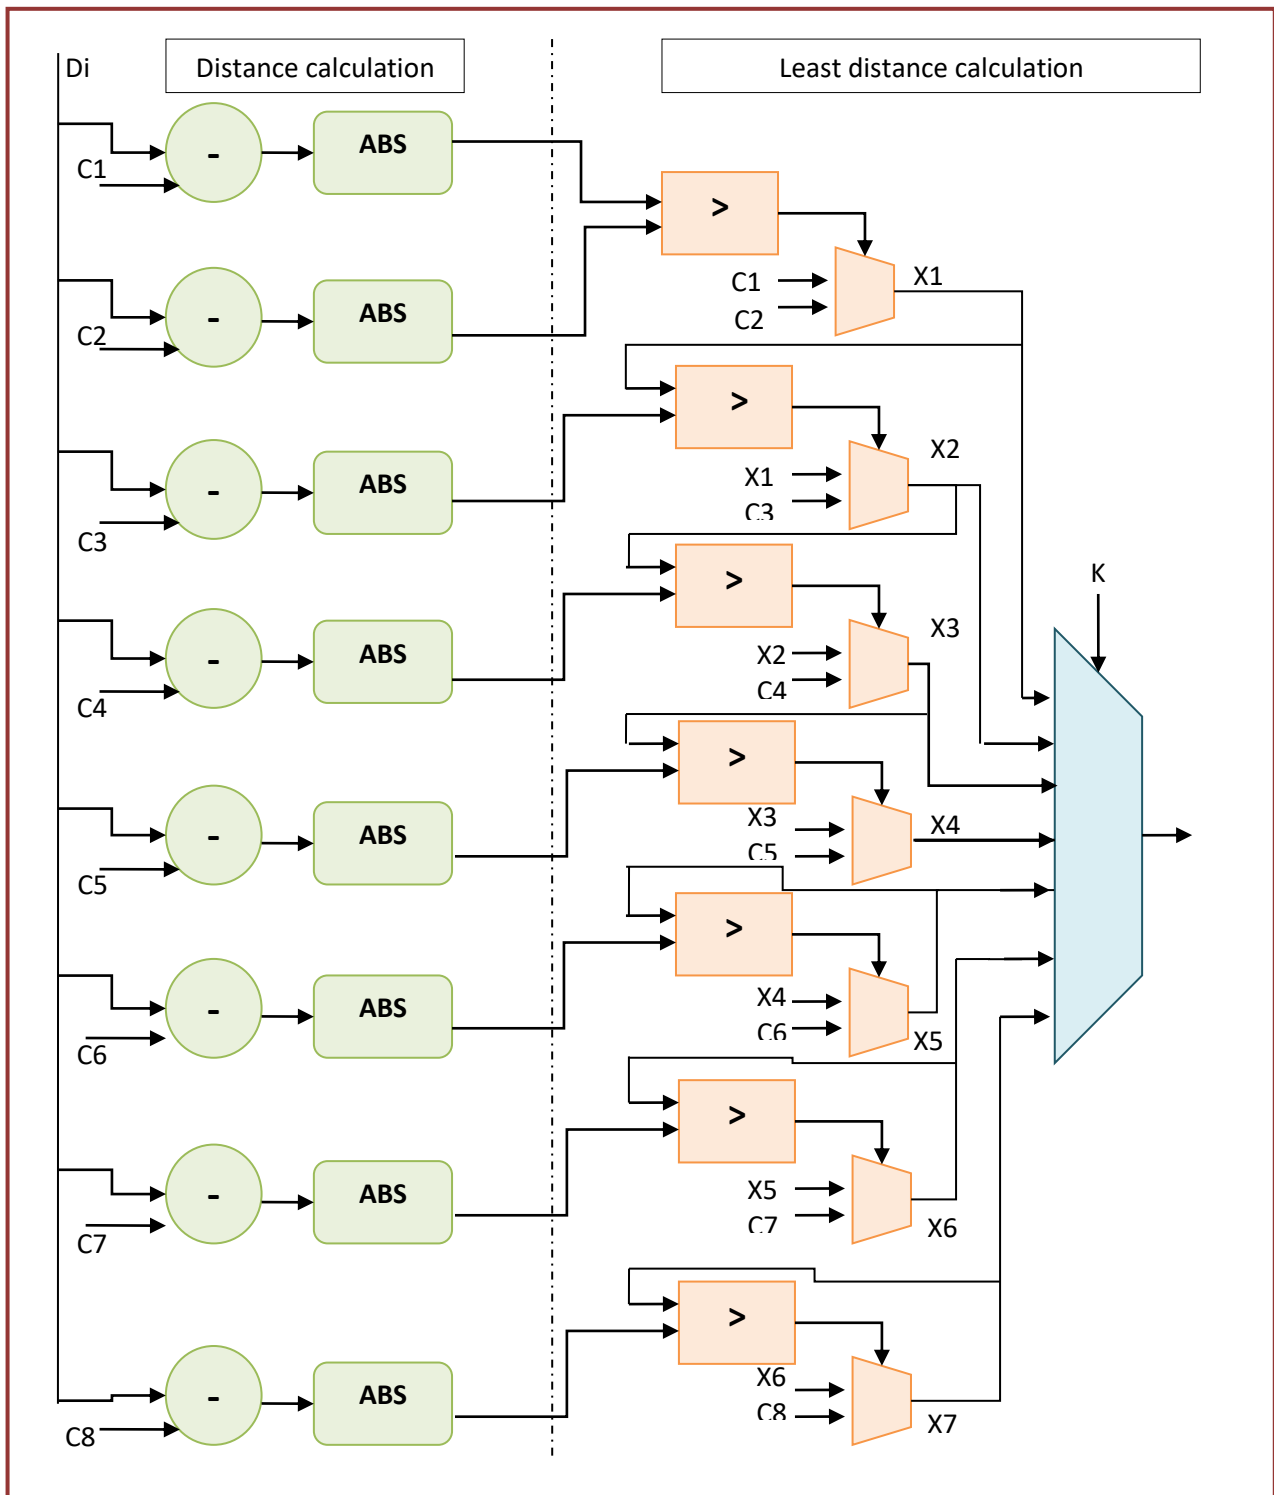 Di
Distance calculation
Least distance calculation
C1
-
ABS
>
C1
C2
X1
C2
-
ABS
>
X1
C3
X2
C3
-
ABS
>
X2
C4
X3
K
C4
-
ABS
>
X3
C5
X4
C5
-
ABS
>
X4
C6
X5
C6
-
ABS
>
X5
C7
X6
C7
-
ABS
>
X6
C8
X7
C8
-
ABS